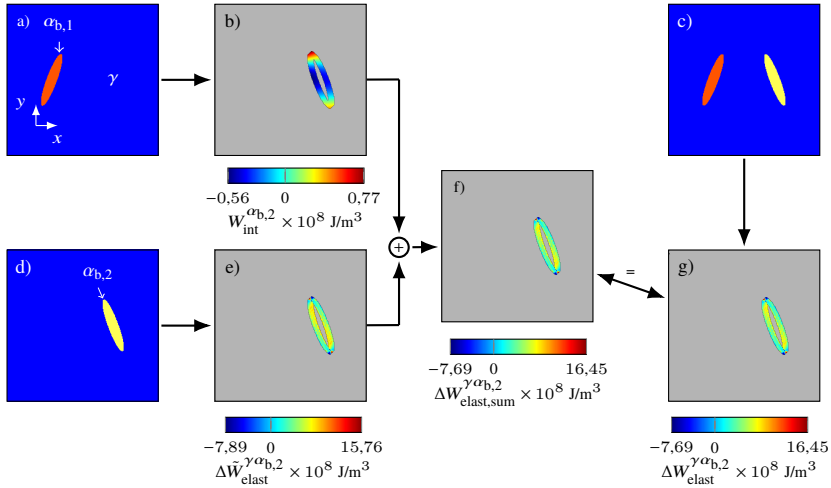 a) α_b,1
γ
y
x
b)
−0,56 0 0,77
W_int^α_b,2 × 10^8 J/m^3
c)
d)
α_b,2
e)
−7,89 0 15,76
ΔW̃_elast^γα_b,2 × 10^8 J/m^3
+
f)
−7,69 0 16,45
ΔW_elast,sum^γα_b,2 × 10^8 J/m^3
=
g)
−7,69 0 16,45
ΔW_elast^γα_b,2 × 10^8 J/m^3